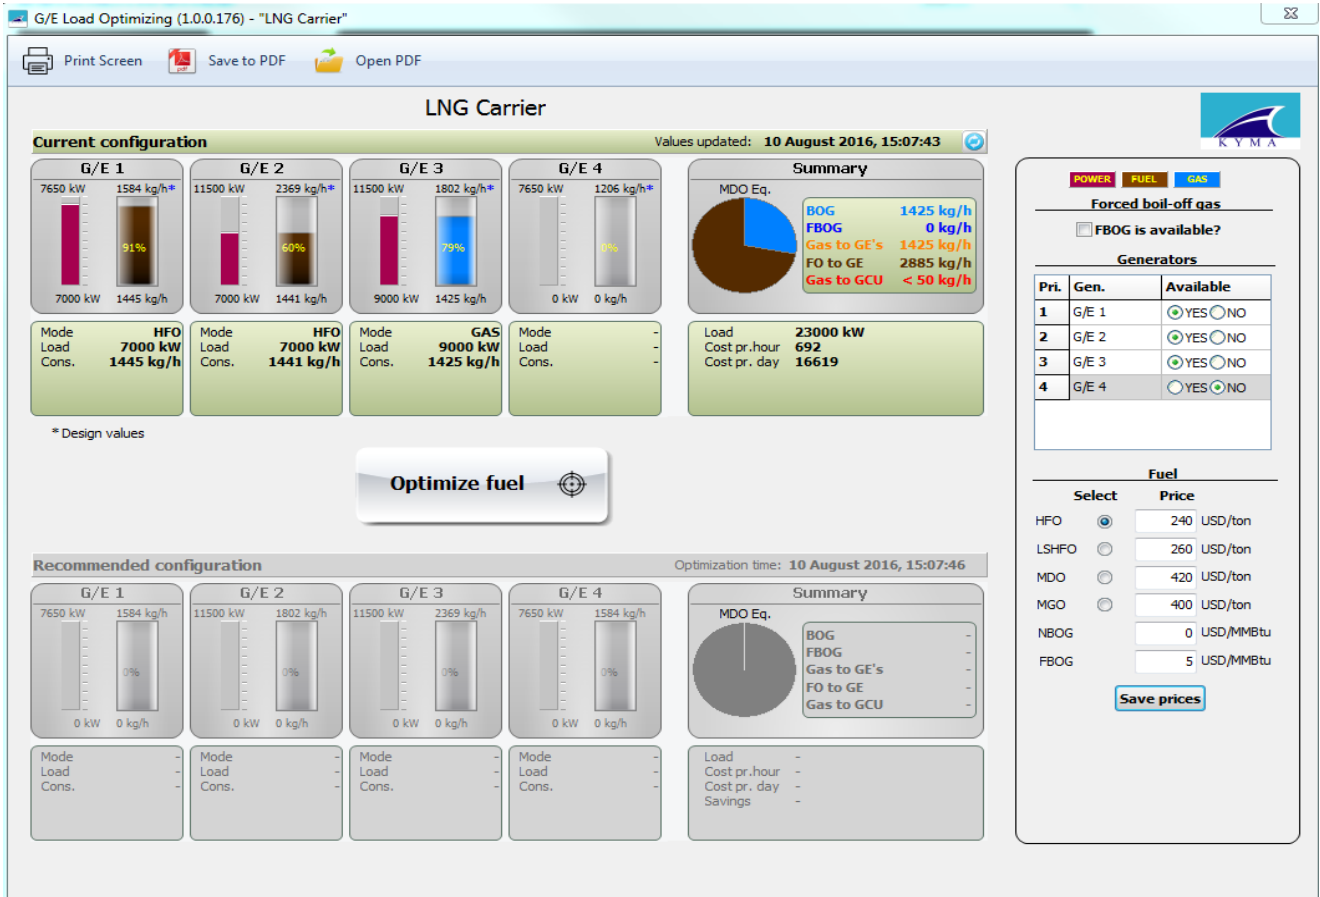 G/E Load Optimizing (1.0.0.176) - "LNG Carrier"
Print Screen Save to PDF Open PDF
LNG Carrier
KYMA
Current configuration Values updated: 10 August 2016, 15:07:43
G/E 1
7650 kW 1584 kg/h*
91%
7000 kW 1445 kg/h
G/E 2
11500 kW 2369 kg/h*
60%
7000 kW 1441 kg/h
G/E 3
11500 kW 1802 kg/h*
79%
9000 kW 1425 kg/h
G/E 4
7650 kW 1206 kg/h*
0%
0 kW 0 kg/h
Summary
MDO Eq.
BOG 1425 kg/h
FBOG 0 kg/h
Gas to GE's 1425 kg/h
FO to GE 2885 kg/h
Gas to GCU < 50 kg/h
Mode HFO
Load 7000 kW
Cons. 1445 kg/h
Mode HFO
Load 7000 kW
Cons. 1441 kg/h
Mode GAS
Load 9000 kW
Cons. 1425 kg/h
Mode -
Load -
Cons. -
Load 23000 kW
Cost pr.hour 692
Cost pr. day 16619
* Design values
Optimize fuel
Recommended configuration Optimization time: 10 August 2016, 15:07:46
G/E 1
7650 kW 1584 kg/h
0%
0 kW 0 kg/h
G/E 2
11500 kW 1802 kg/h
0%
0 kW 0 kg/h
G/E 3
11500 kW 2369 kg/h
0%
0 kW 0 kg/h
G/E 4
7650 kW 1584 kg/h
0%
0 kW 0 kg/h
Summary
MDO Eq.
BOG -
FBOG -
Gas to GE's -
FO to GE -
Gas to GCU -
Mode -
Load -
Cons. -
Mode -
Load -
Cons. -
Mode -
Load -
Cons. -
Mode -
Load -
Cons. -
Load -
Cost pr.hour -
Cost pr. day -
Savings -
POWER FUEL GAS
Forced boil-off gas
FBOG is available?
Generators
Pri. Gen. Available
1 G/E 1 YES NO
2 G/E 2 YES NO
3 G/E 3 YES NO
4 G/E 4 YES NO
Fuel
Select Price
HFO 240 USD/ton
LSHFO 260 USD/ton
MDO 420 USD/ton
MGO 400 USD/ton
NBOG 0 USD/MMBtu
FBOG 5 USD/MMBtu
Save prices